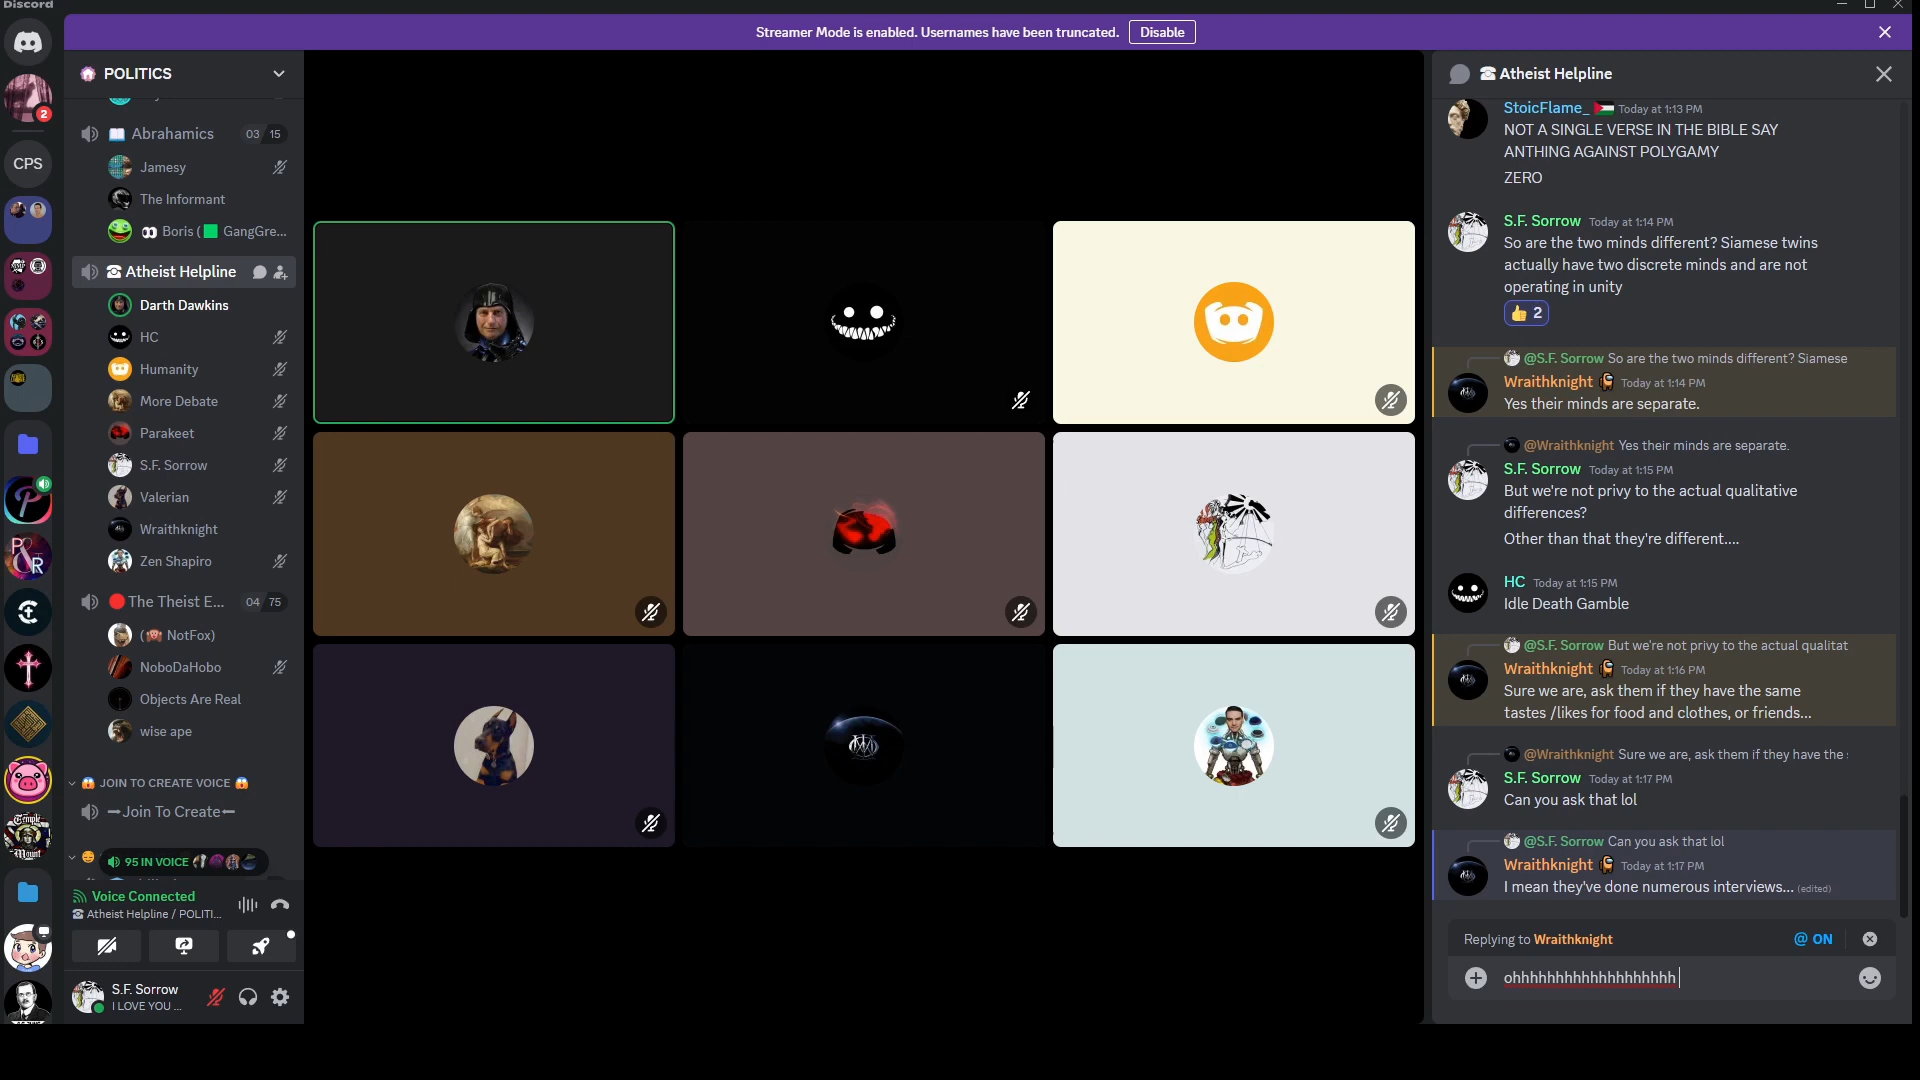 Discord
Streamer Mode is enabled. Usernames have been truncated.
Disable
2
CPS
POLITICS
Abrahamics
03 15
Jamesy
The Informant
Boris ( GangGre...
Atheist Helpline
Darth Dawkins
HC
Humanity
More Debate
Parakeet
S.F. Sorrow
Valerian
Wraithknight
Zen Shapiro
The Theist E...
04 75
( NotFox)
NoboDaHobo
Objects Are Real
wise ape
JOIN TO CREATE VOICE
Join To Create
95 IN VOICE
Voice Connected
Atheist Helpline / POLITI...
S.F. Sorrow
I LOVE YOU ...
Temple
Mount
Atheist Helpline
StoicFlame_ Today at 1:13 PM
NOT A SINGLE VERSE IN THE BIBLE SAY
ANTHING AGAINST POLYGAMY
ZERO
S.F. Sorrow Today at 1:14 PM
So are the two minds different? Siamese twins
actually have two discrete minds and are not
operating in unity
2
@S.F. Sorrow So are the two minds different? Siamese
Wraithknight Today at 1:14 PM
Yes their minds are separate.
@Wraithknight Yes their minds are separate.
S.F. Sorrow Today at 1:15 PM
But we're not privy to the actual qualitative
differences?
Other than that they're different....
HC Today at 1:15 PM
Idle Death Gamble
@S.F. Sorrow But we're not privy to the actual qualitat
Wraithknight Today at 1:16 PM
Sure we are, ask them if they have the same
tastes /likes for food and clothes, or friends...
@Wraithknight Sure we are, ask them if they have the
S.F. Sorrow Today at 1:17 PM
Can you ask that lol
@S.F. Sorrow Can you ask that lol
Wraithknight Today at 1:17 PM
I mean they've done numerous interviews... (edited)
Replying to Wraithknight
@ ON
ohhhhhhhhhhhhhhhhhhh